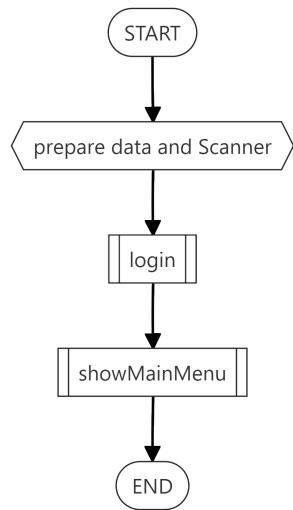 START
prepare data and Scanner
login
showMainMenu
END